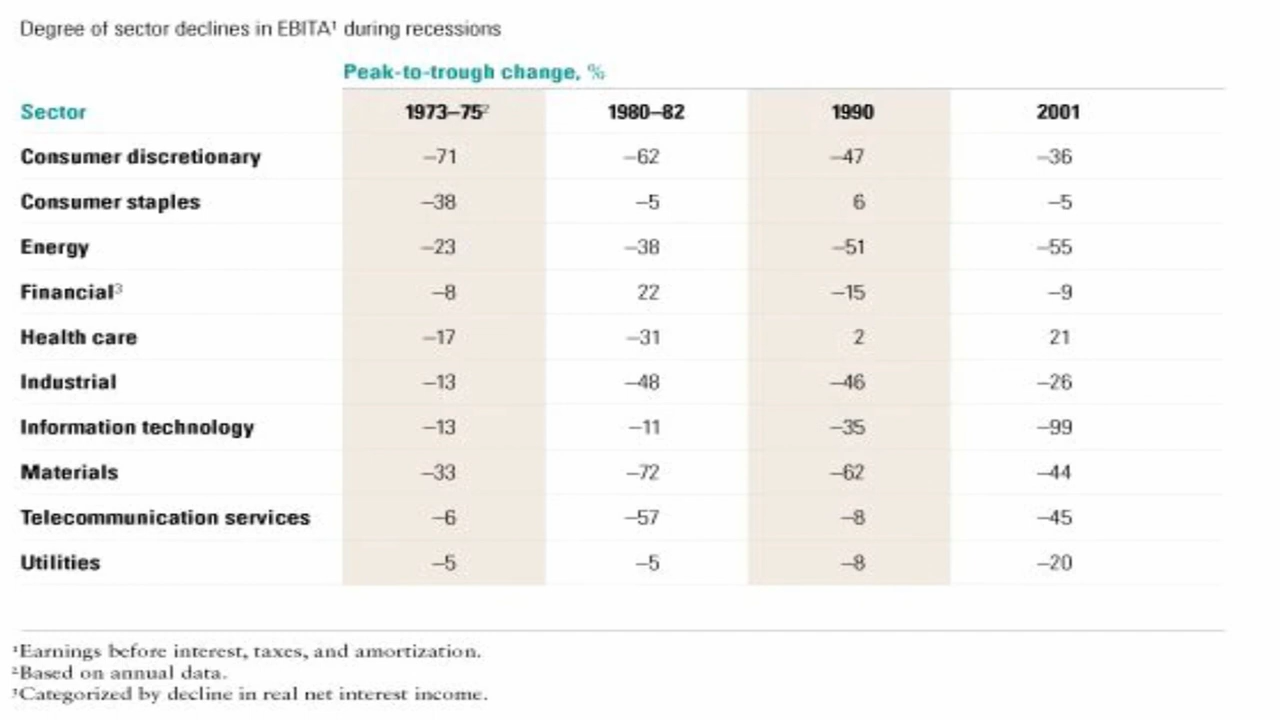 Degree of sector declines in EBITA¹ during recessions
Peak-to-trough change, %
Sector 1973–75² 1980–82 1990 2001
Consumer discretionary –71 –62 –47 –36
Consumer staples –38 –5 6 –5
Energy –23 –38 –51 –55
Financial³ –8 22 –15 –9
Health care –17 –31 2 21
Industrial –13 –48 –46 –26
Information technology –13 –11 –35 –99
Materials –33 –72 –62 –44
Telecommunication services –6 –57 –8 –45
Utilities –5 –5 –8 –20
¹Earnings before interest, taxes, and amortization.
²Based on annual data.
³Categorized by decline in real net interest income.